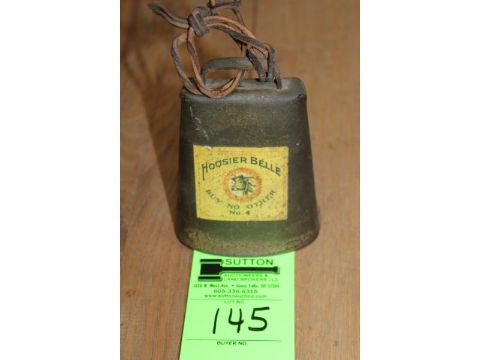 HOOSIER BELLE
BUY NO OTHER
No. 4
SUTTON
AUCTIONEERS &
LAND BROKERS LLC
605-336-6315
www.suttonauction.com
LOT NO.
145
BUYER NO.